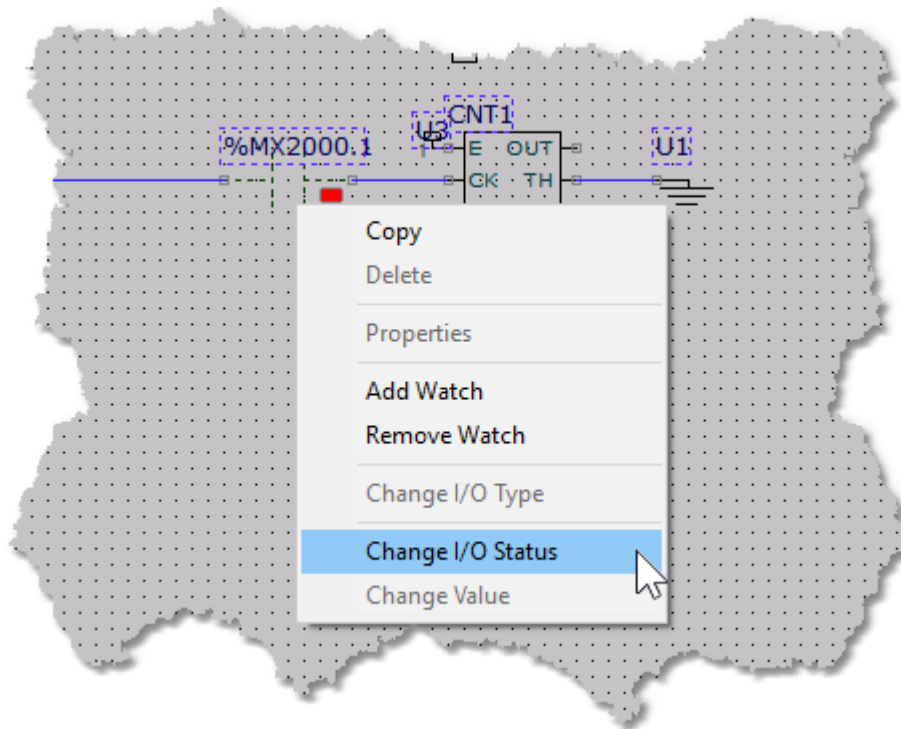 CNT1
U3
%MX2000.1
E OUT
U1
CK TH
Copy
Delete
Properties
Add Watch
Remove Watch
Change I/O Type
Change I/O Status
Change Value